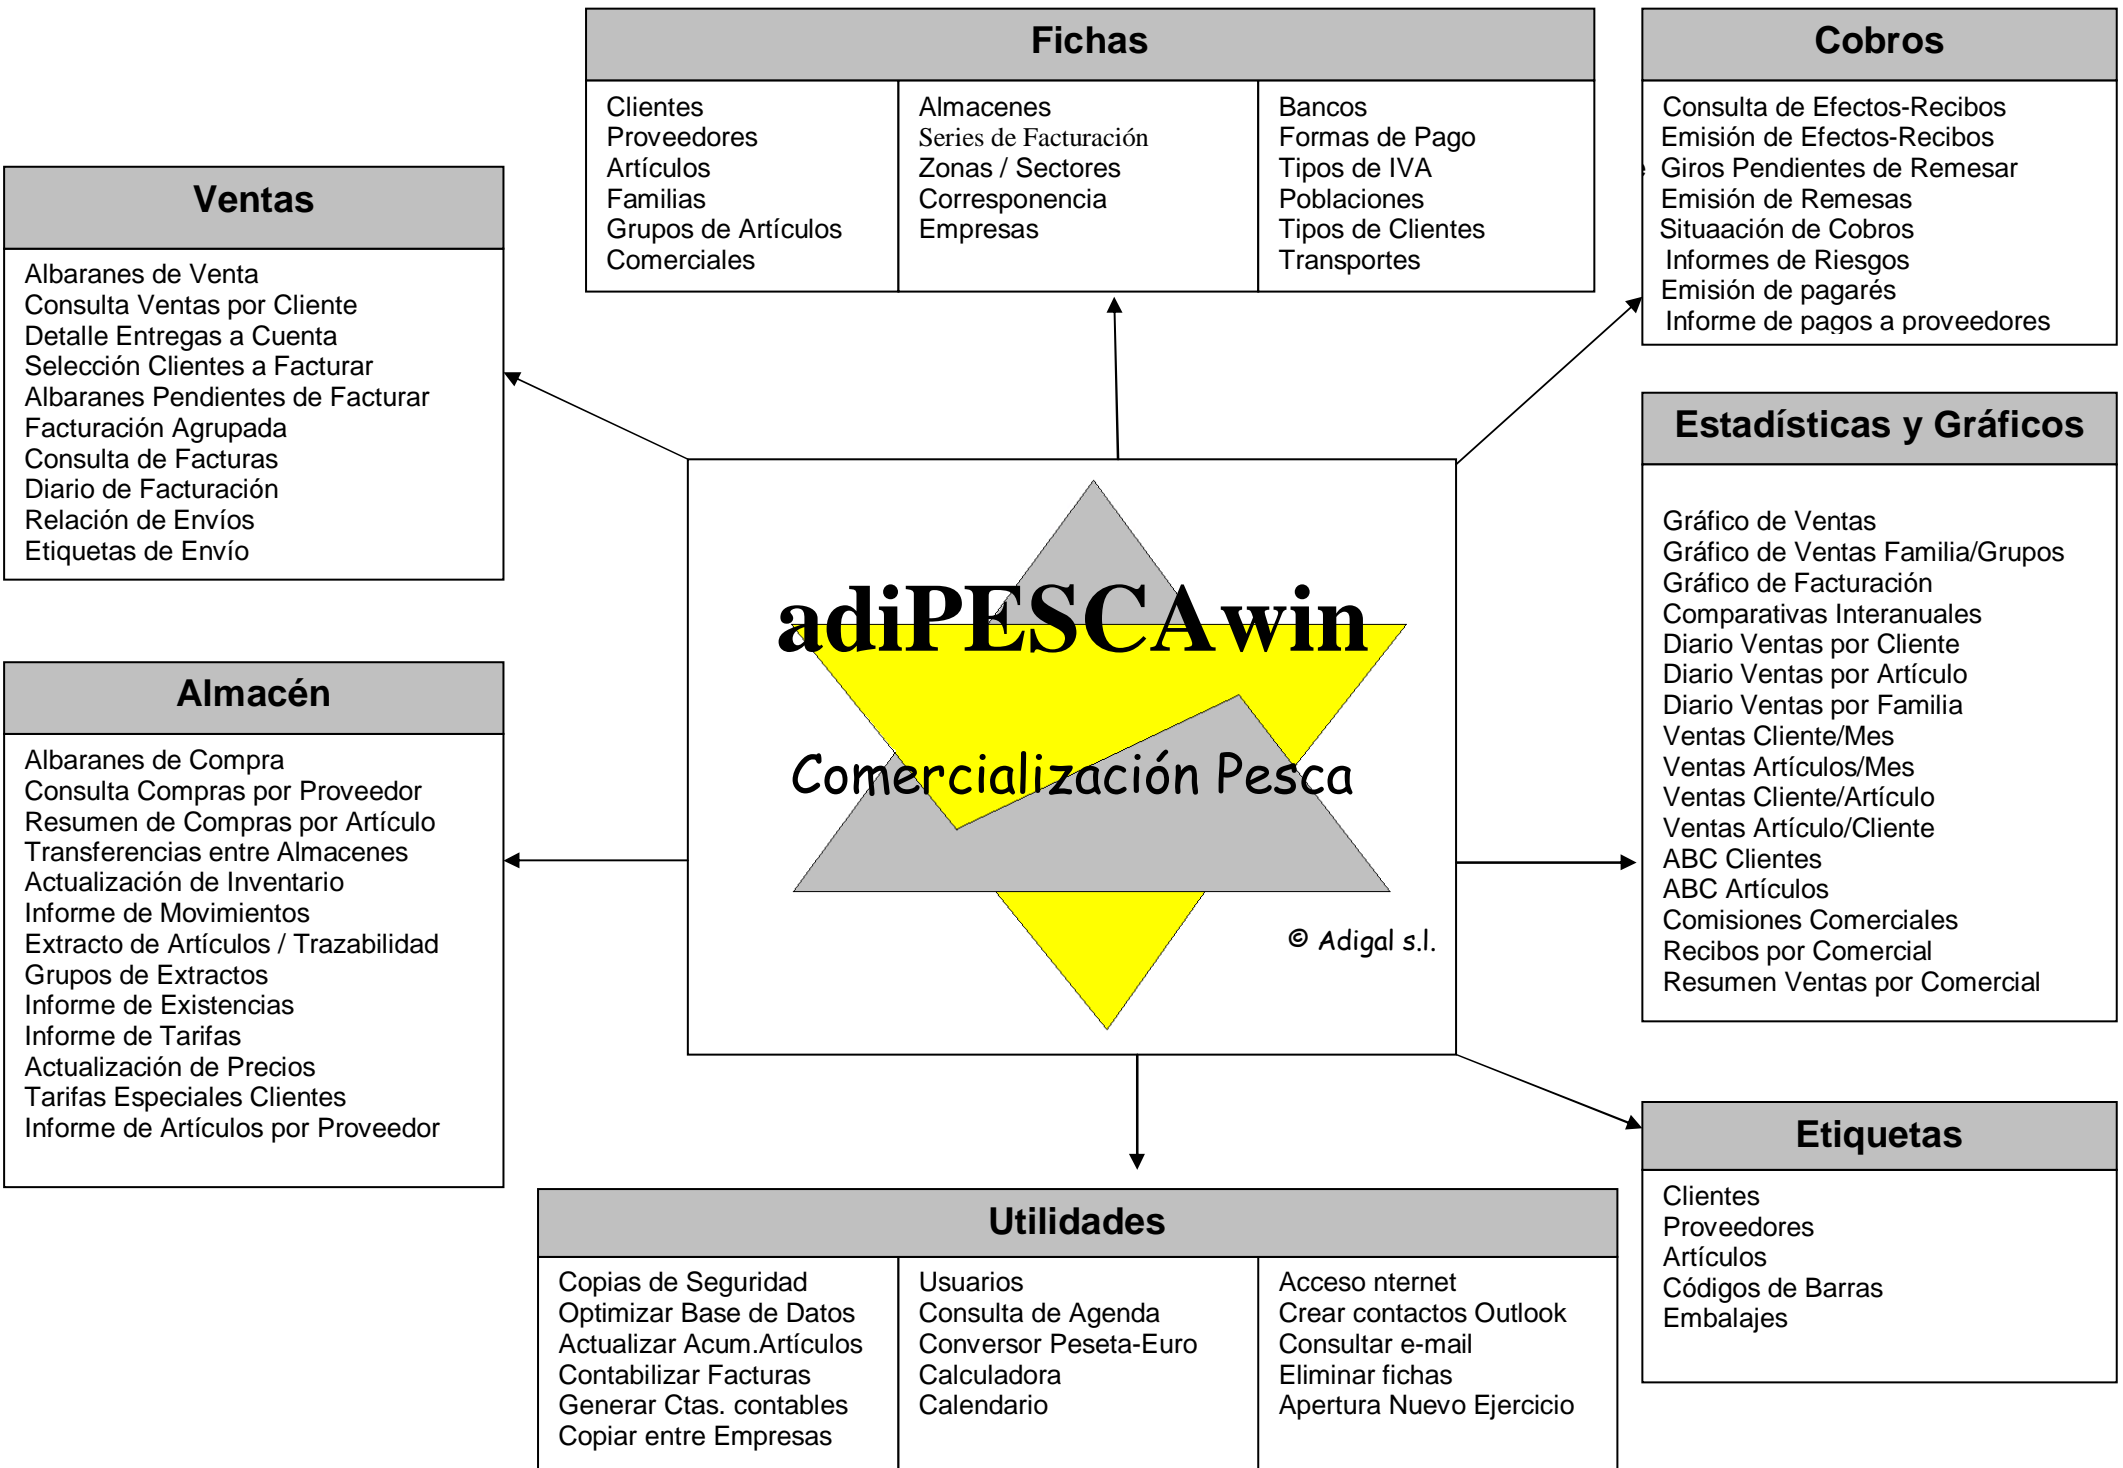 Fichas
Clientes
Proveedores
Artículos
Familias
Grupos de Artículos
Comerciales
Almacenes
Series de Facturación
Zonas / Sectores
Corresponencia
Empresas
Bancos
Formas de Pago
Tipos de IVA
Poblaciones
Tipos de Clientes
Transportes
Cobros
Consulta de Efectos-Recibos
Emisión de Efectos-Recibos
Giros Pendientes de Remesar
Emisión de Remesas
Situaación de Cobros
Informes de Riesgos
Emisión de pagarés
Informe de pagos a proveedores
Ventas
Albaranes de Venta
Consulta Ventas por Cliente
Detalle Entregas a Cuenta
Selección Clientes a Facturar
Albaranes Pendientes de Facturar
Facturación Agrupada
Consulta de Facturas
Diario de Facturación
Relación de Envíos
Etiquetas de Envío
Estadísticas y Gráficos
Gráfico de Ventas
Gráfico de Ventas Familia/Grupos
Gráfico de Facturación
Comparativas Interanuales
Diario Ventas por Cliente
Diario Ventas por Artículo
Diario Ventas por Familia
Ventas Cliente/Mes
Ventas Artículos/Mes
Ventas Cliente/Artículo
Ventas Artículo/Cliente
ABC Clientes
ABC Artículos
Comisiones Comerciales
Recibos por Comercial
Resumen Ventas por Comercial
adiPESCAwin
Comercialización Pesca
© Adigal s.l.
Almacén
Albaranes de Compra
Consulta Compras por Proveedor
Resumen de Compras por Artículo
Transferencias entre Almacenes
Actualización de Inventario
Informe de Movimientos
Extracto de Artículos / Trazabilidad
Grupos de Extractos
Informe de Existencias
Informe de Tarifas
Actualización de Precios
Tarifas Especiales Clientes
Informe de Artículos por Proveedor
Etiquetas
Clientes
Proveedores
Artículos
Códigos de Barras
Embalajes
Utilidades
Copias de Seguridad
Optimizar Base de Datos
Actualizar Acum.Artículos
Contabilizar Facturas
Generar Ctas. contables
Copiar entre Empresas
Usuarios
Consulta de Agenda
Conversor Peseta-Euro
Calculadora
Calendario
Acceso nternet
Crear contactos Outlook
Consultar e-mail
Eliminar fichas
Apertura Nuevo Ejercicio